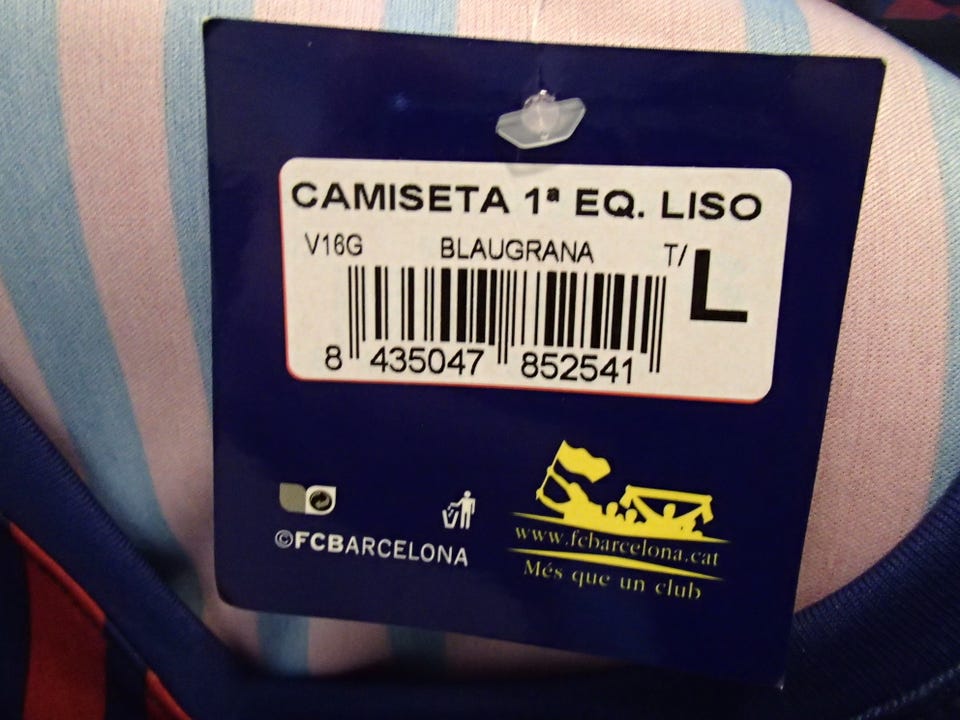 CAMISETA 1ª EQ. LISO
V16G BLAUGRANA T/ L
8 435047 852541
©FCBARCELONA
www.fcbarcelona.cat
Més que un club